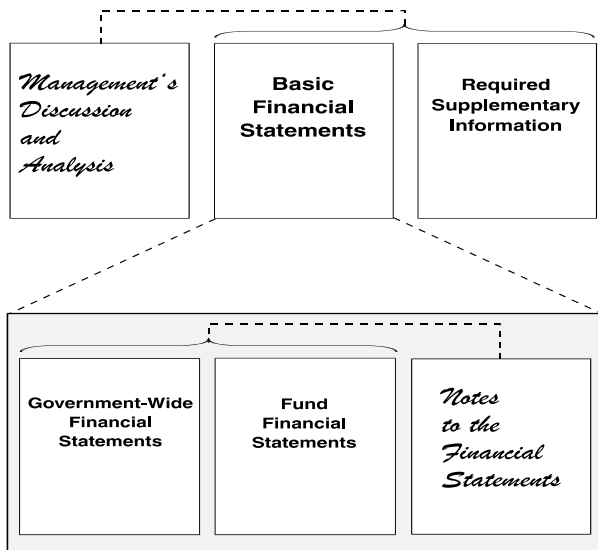 Management's
Discussion
and
Analysis
Basic
Financial
Statements
Required
Supplementary
Information
Government-Wide
Financial
Statements
Fund
Financial
Statements
Notes
to the
Financial
Statements